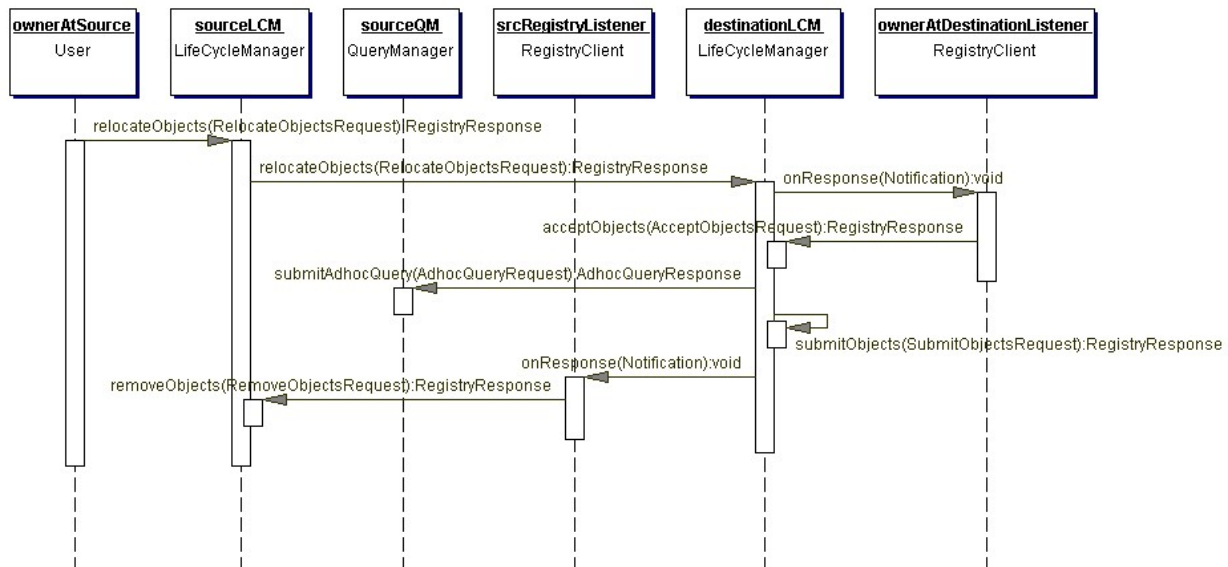 ownerAtSource
User
sourceLCM
LifeCycleManager
sourceQM
QueryManager
srcRegistryListener
RegistryClient
destinationLCM
LifeCycleManager
ownerAtDestinationListener
RegistryClient
relocateObjects(RelocateObjectsRequest):RegistryResponse
relocateObjects(RelocateObjectsRequest):RegistryResponse
onResponse(Notification):void
acceptObjects(AcceptObjectsRequest):RegistryResponse
submitAdhocQuery(AdhocQueryRequest):AdhocQueryResponse
submitObjects(SubmitObjectsRequest):RegistryResponse
onResponse(Notification):void
removeObjects(RemoveObjectsRequest):RegistryResponse